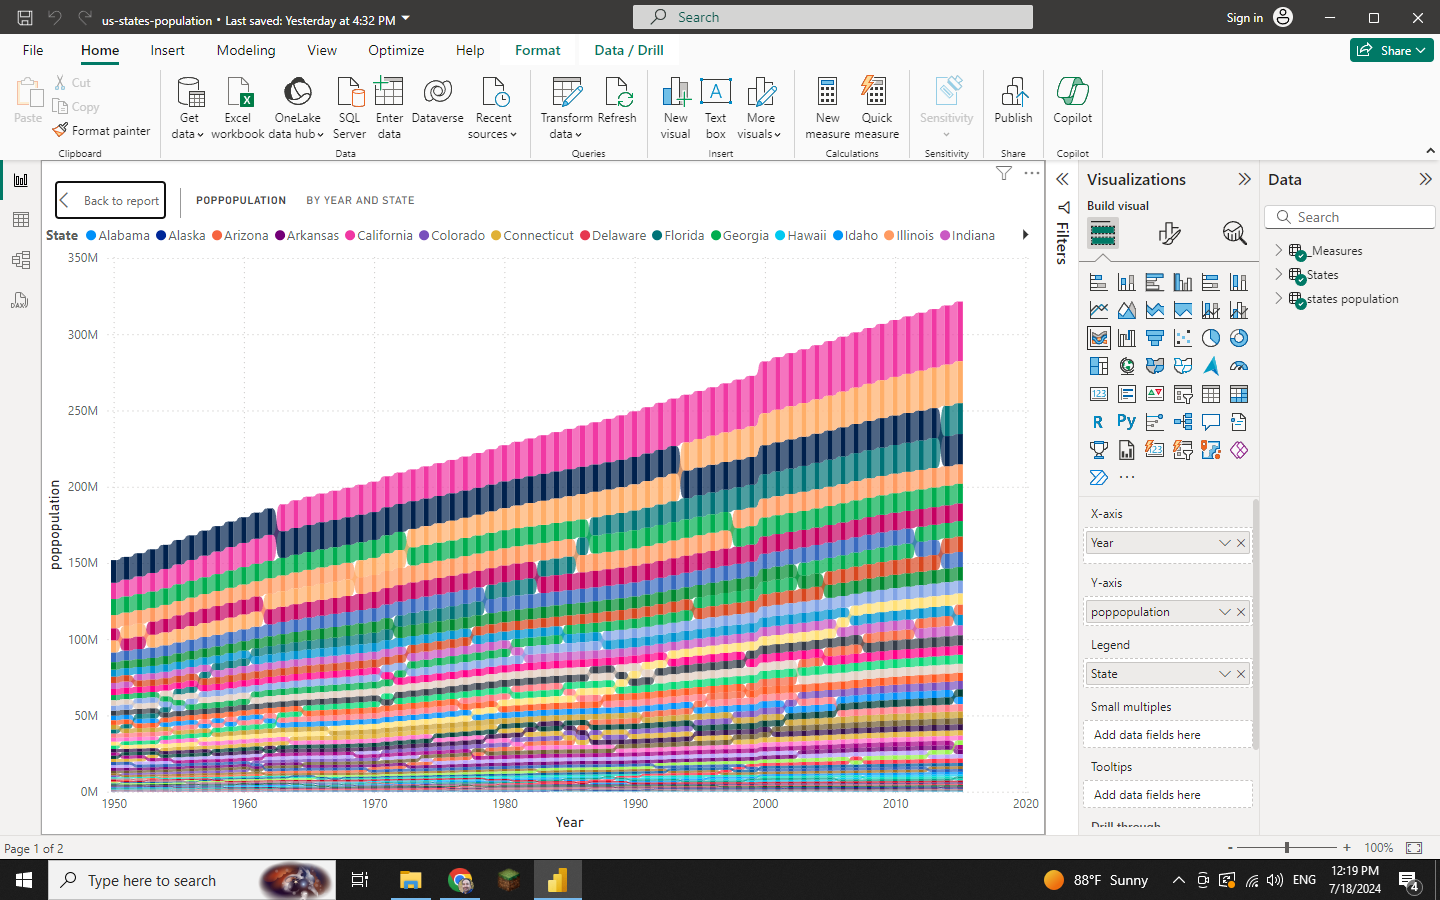 us-states-population • Last saved: Yesterday at 4:32 PM
Search
Sign in
File
Home
Insert
Modeling
View
Optimize
Help
Format
Data / Drill
Share
Paste
Cut
Copy
Format painter
Clipboard
Get data
Excel workbook
OneLake data hub
SQL Server
Enter data
Dataverse
Recent sources
Data
Transform data
Refresh
Queries
New visual
Text box
More visuals
Insert
New measure
Quick measure
Calculations
Sensitivity
Sensitivity
Publish
Share
Copilot
Copilot
Back to report
POPPOPULATION
BY YEAR AND STATE
State Alabama Alaska Arizona Arkansas California Colorado Connecticut Delaware Florida Georgia Hawaii Idaho Illinois Indiana
350M
300M
250M
200M
150M
100M
50M
0M
poppopulation
1950 1960 1970 1980 1990 2000 2010 2020
Year
Filters
Visualizations
Build visual
123
R
Py
123
X-axis
Year
Y-axis
poppopulation
Legend
State
Small multiples
Add data fields here
Tooltips
Add data fields here
Drill through
Data
Search
_Measures
States
states population
DAX
Page 1 of 2
- + 100%
Type here to search
88°F Sunny
ENG
12:19 PM
7/18/2024
4